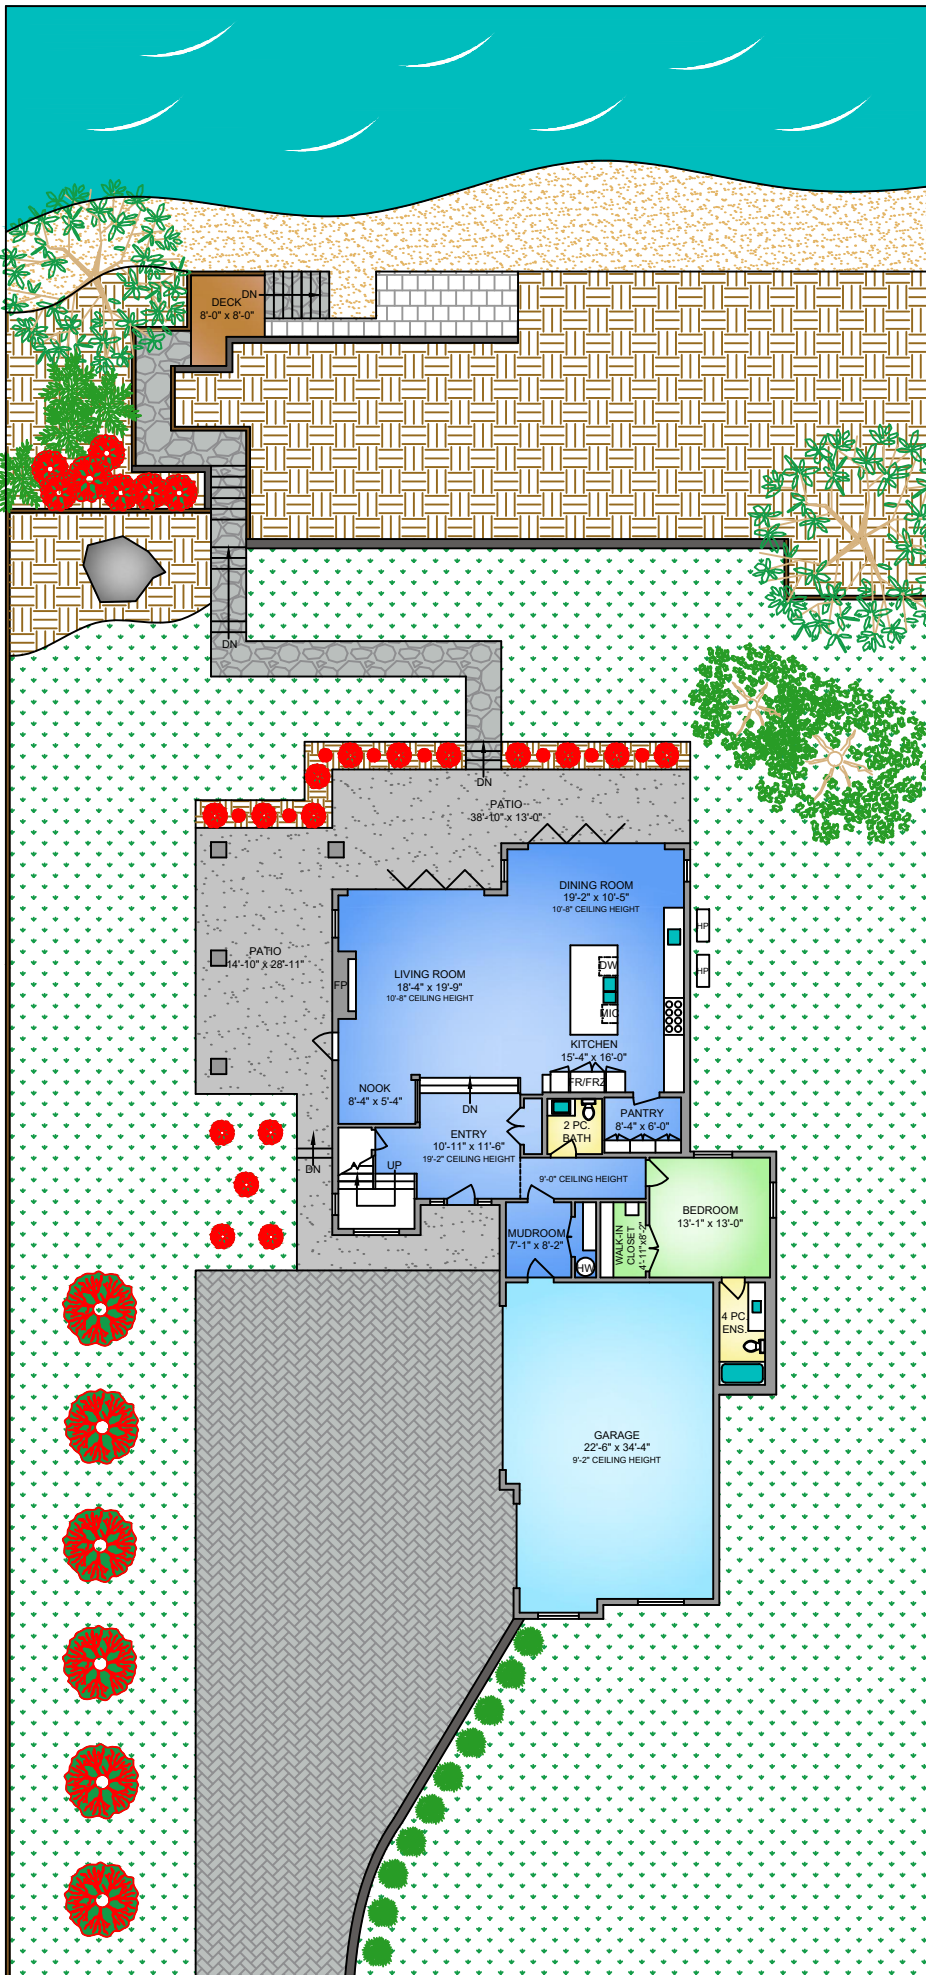 DN
DECK
8'-0" x 8'-0"
DN
DN
PATIO
38'-10" x 13'-0"
DINING ROOM
19'-2" x 10'-5"
10'-8" CEILING HEIGHT
HP
PATIO
14'-10" x 28'-11"
DW
LIVING ROOM
18'-4" x 19'-9"
10'-8" CEILING HEIGHT
HP
FP
MIC
KITCHEN
15'-4" x 16'-0"
FR/FRZ
NOOK
8'-4" x 5'-4"
DN
PANTRY
8'-4" x 6'-0"
2 PC.
BATH
ENTRY
10'-11" x 11'-6"
19'-2" CEILING HEIGHT
DN
UP
9'-0" CEILING HEIGHT
BEDROOM
13'-1" x 13'-0"
MUDROOM
7'-1" x 8'-2"
WALK-IN
CLOSET
4'-11"x8'-2"
HW
4 PC.
ENS.
GARAGE
22'-6" x 34'-4"
9'-2" CEILING HEIGHT